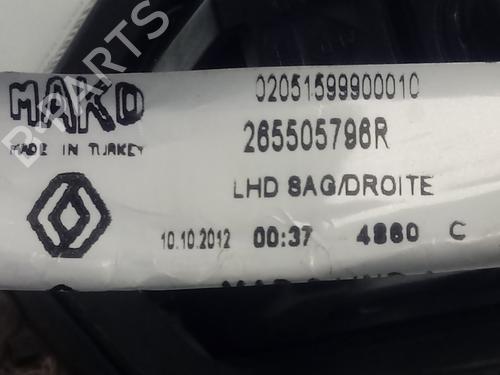 B PARTS
MAKO
MADE IN TURKEY
02051599900010
265505796R
LHD SAG/DROITE
10.10.2012 00:37 4860 C